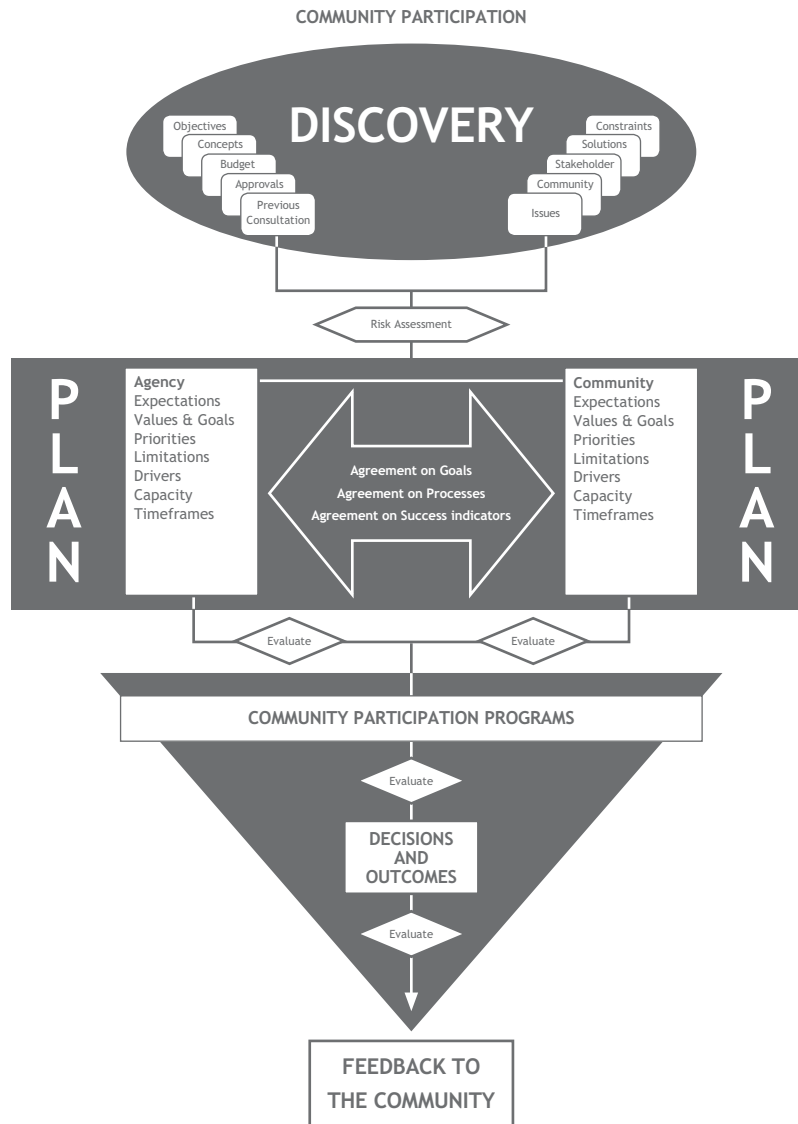 COMMUNITY PARTICIPATION
DISCOVERY
Objectives
Concepts
Budget
Approvals
Previous
Consultation
Constraints
Solutions
Stakeholder
Community
Issues
Risk Assessment
P
L
A
N
Agency
Expectations
Values & Goals
Priorities
Limitations
Drivers
Capacity
Timeframes
Agreement on Goals
Agreement on Processes
Agreement on Success indicators
Community
Expectations
Values & Goals
Priorities
Limitations
Drivers
Capacity
Timeframes
P
L
A
N
Evaluate
Evaluate
COMMUNITY PARTICIPATION PROGRAMS
Evaluate
DECISIONS
AND
OUTCOMES
Evaluate
FEEDBACK TO
THE COMMUNITY